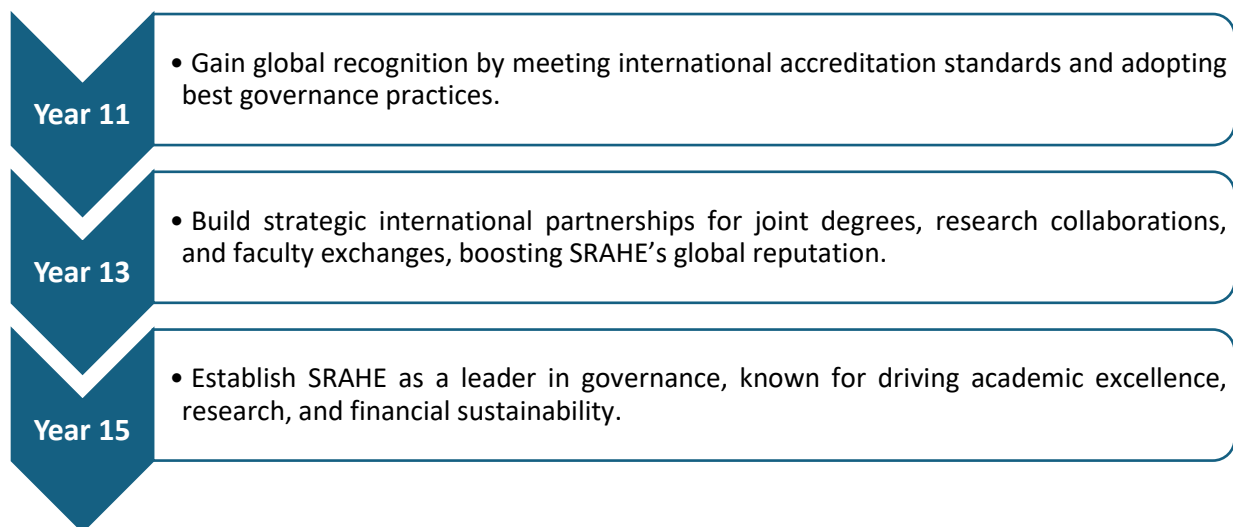 • Gain global recognition by meeting international accreditation standards and adopting
best governance practices.
Year 11
• Build strategic international partnerships for joint degrees, research collaborations,
and faculty exchanges, boosting SRAHE’s global reputation.
Year 13
• Establish SRAHE as a leader in governance, known for driving academic excellence,
research, and financial sustainability.
Year 15